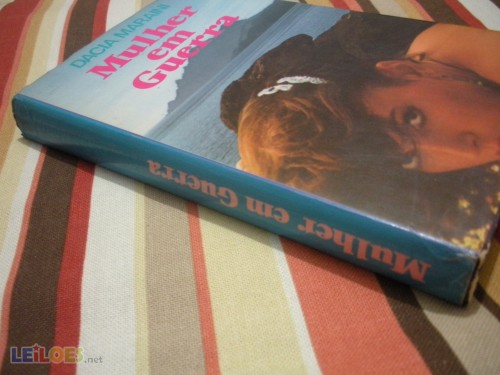 DACIA MARAINI
Mulher
em
Guerra
Mulher em Guerra
LEiLOES.net